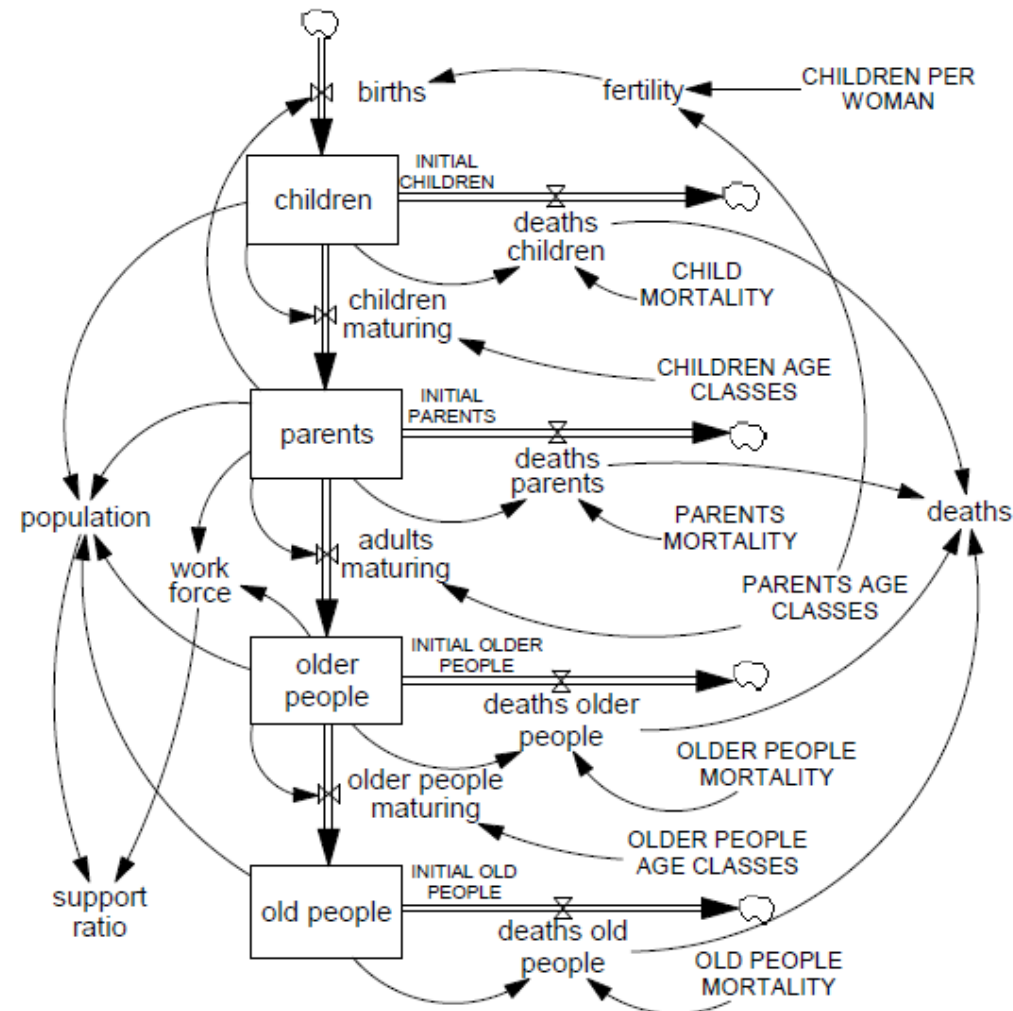 births
fertility
CHILDREN PER
WOMAN
INITIAL
CHILDREN
children
deaths
children
CHILD
MORTALITY
children
maturing
CHILDREN AGE
CLASSES
INITIAL
PARENTS
parents
deaths
parents
population
deaths
PARENTS
MORTALITY
adults
maturing
work
force
PARENTS AGE
CLASSES
INITIAL OLDER
PEOPLE
older
people
deaths older
people
OLDER PEOPLE
MORTALITY
older people
maturing
OLDER PEOPLE
AGE CLASSES
INITIAL OLD
PEOPLE
support
ratio
old people
deaths old
people
OLD PEOPLE
MORTALITY